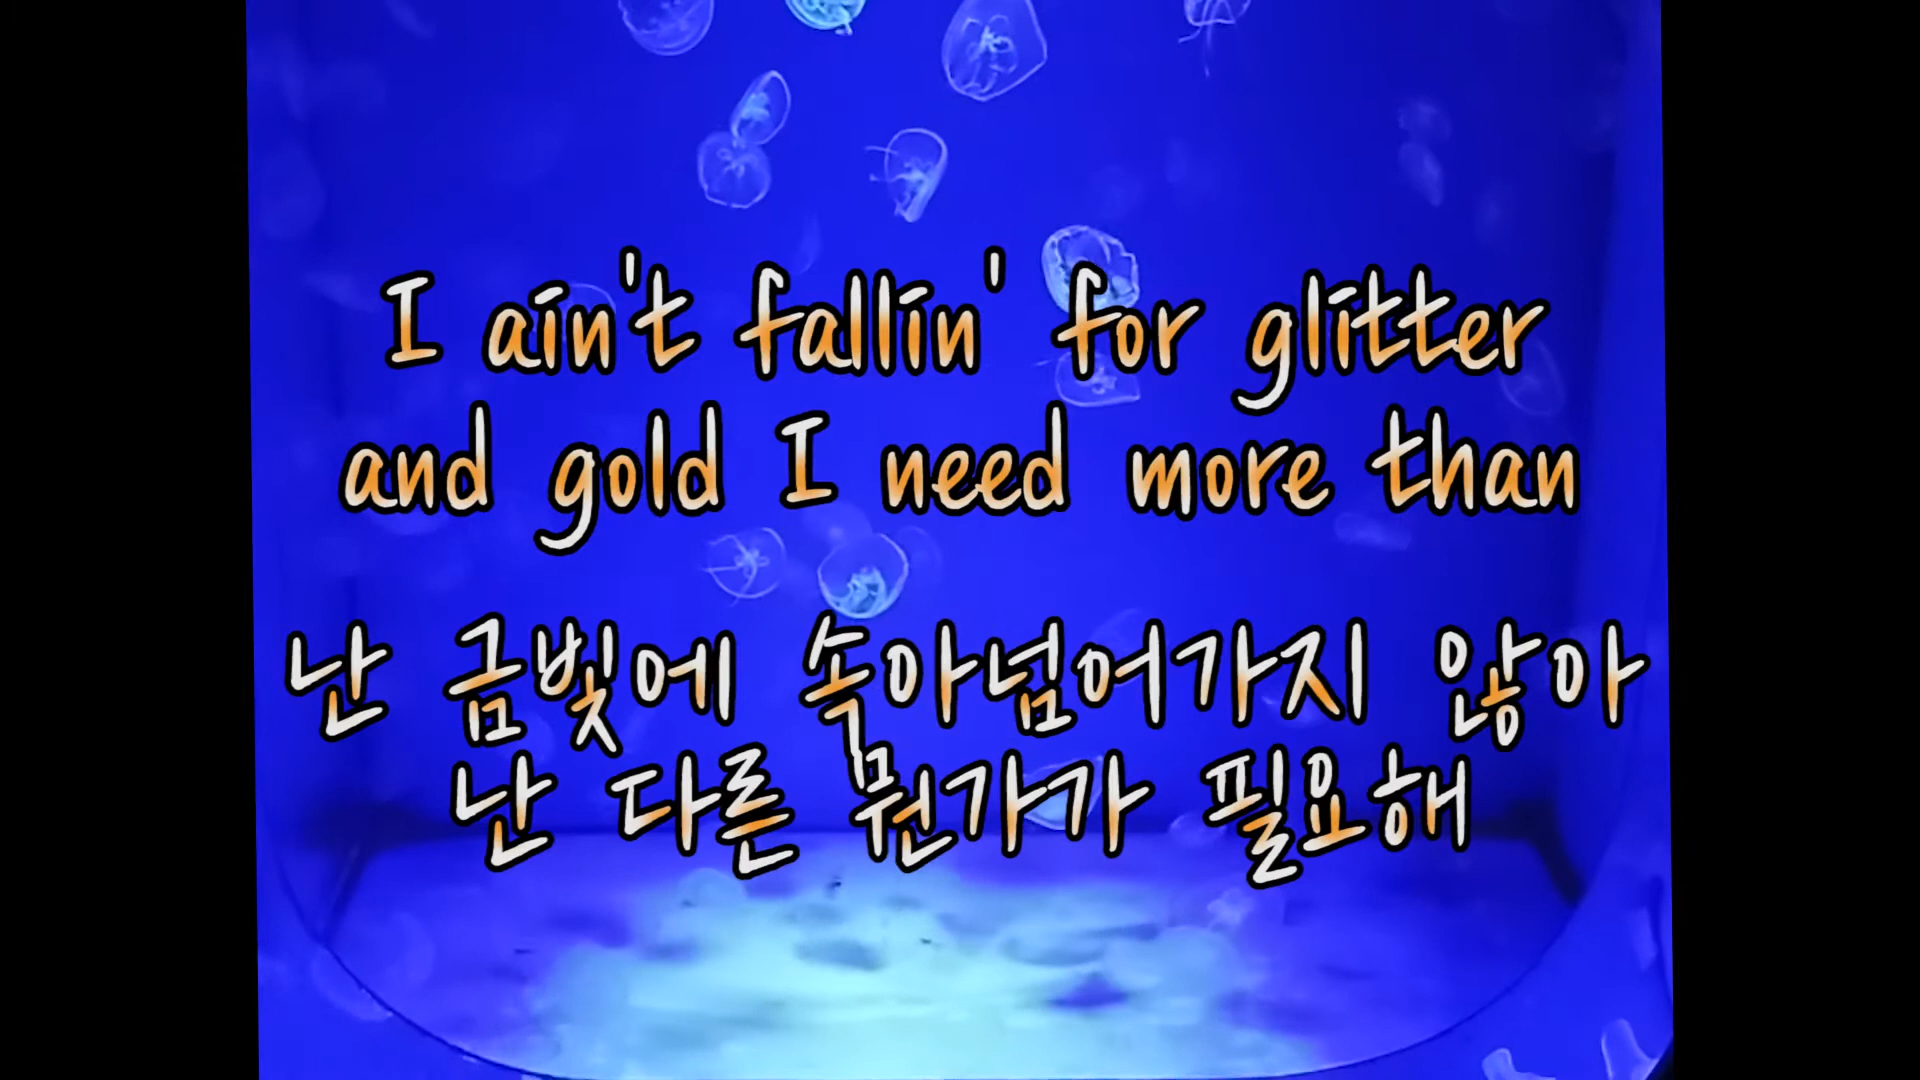 I ain't fallin' for glitter
and gold I need more than
난 금빛에 속아넘어가지 않아
난 다른 뭔가가 필요해